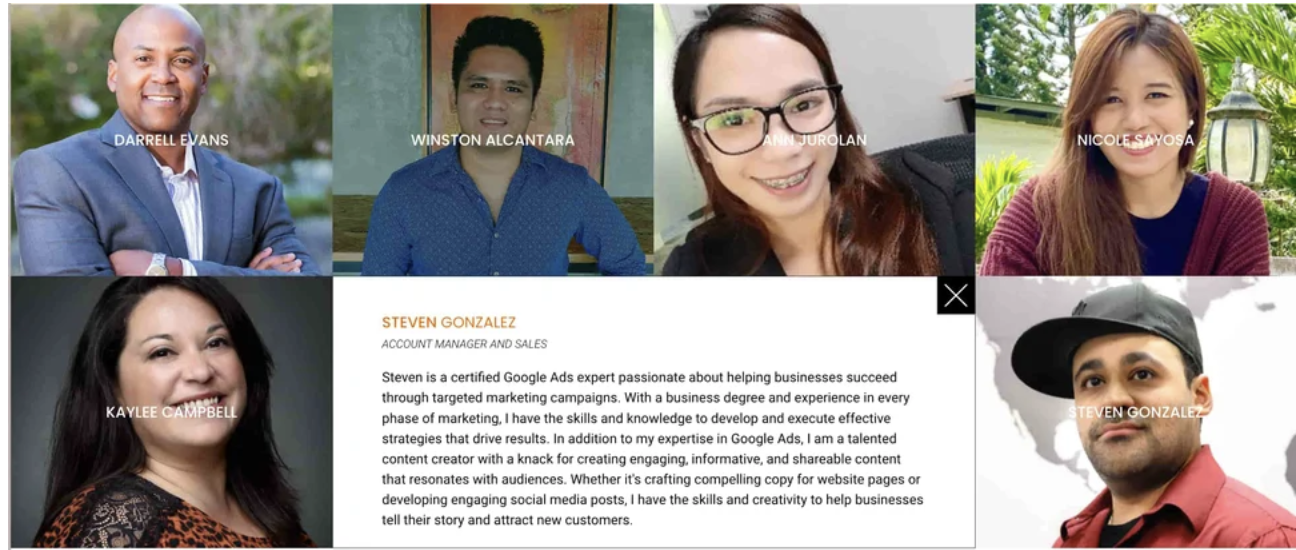 DARRELL EVANS
WINSTON ALCANTARA
ANN JUROLAN
NICOLE SAYOSA
KAYLEE CAMPBELL
STEVEN GONZALEZ
ACCOUNT MANAGER AND SALES
Steven is a certified Google Ads expert passionate about helping businesses succeed
through targeted marketing campaigns. With a business degree and experience in every
phase of marketing, I have the skills and knowledge to develop and execute effective
strategies that drive results. In addition to my expertise in Google Ads, I am a talented
content creator with a knack for creating engaging, informative, and shareable content
that resonates with audiences. Whether it's crafting compelling copy for website pages or
developing engaging social media posts, I have the skills and creativity to help businesses
tell their story and attract new customers.
STEVEN GONZALEZ